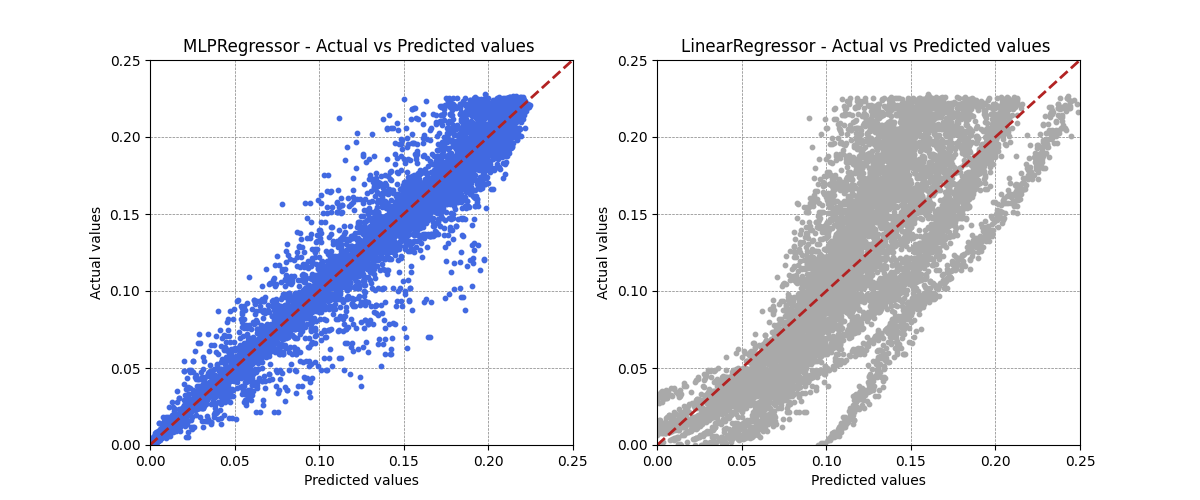 MLPRegressor - Actual vs Predicted values
0.25
0.20
0.15
0.10
0.05
0.00
Actual values
0.00 0.05 0.10 0.15 0.20 0.25
Predicted values
LinearRegressor - Actual vs Predicted values
0.25
0.20
0.15
0.10
0.05
0.00
Actual values
0.00 0.05 0.10 0.15 0.20 0.25
Predicted values